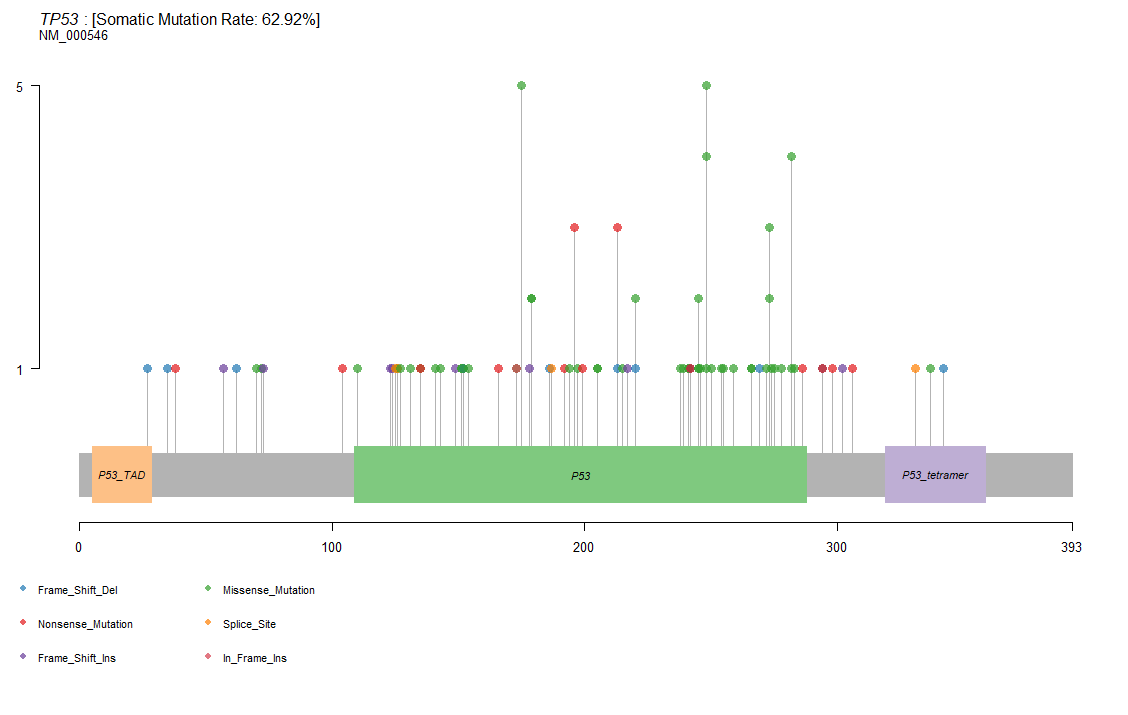 TP53 : [Somatic Mutation Rate: 62.92%]
NM_000546
5
1
P53_TAD
P53
P53_tetramer
0
100
200
300
393
Frame_Shift_Del
Missense_Mutation
Nonsense_Mutation
Splice_Site
Frame_Shift_Ins
In_Frame_Ins